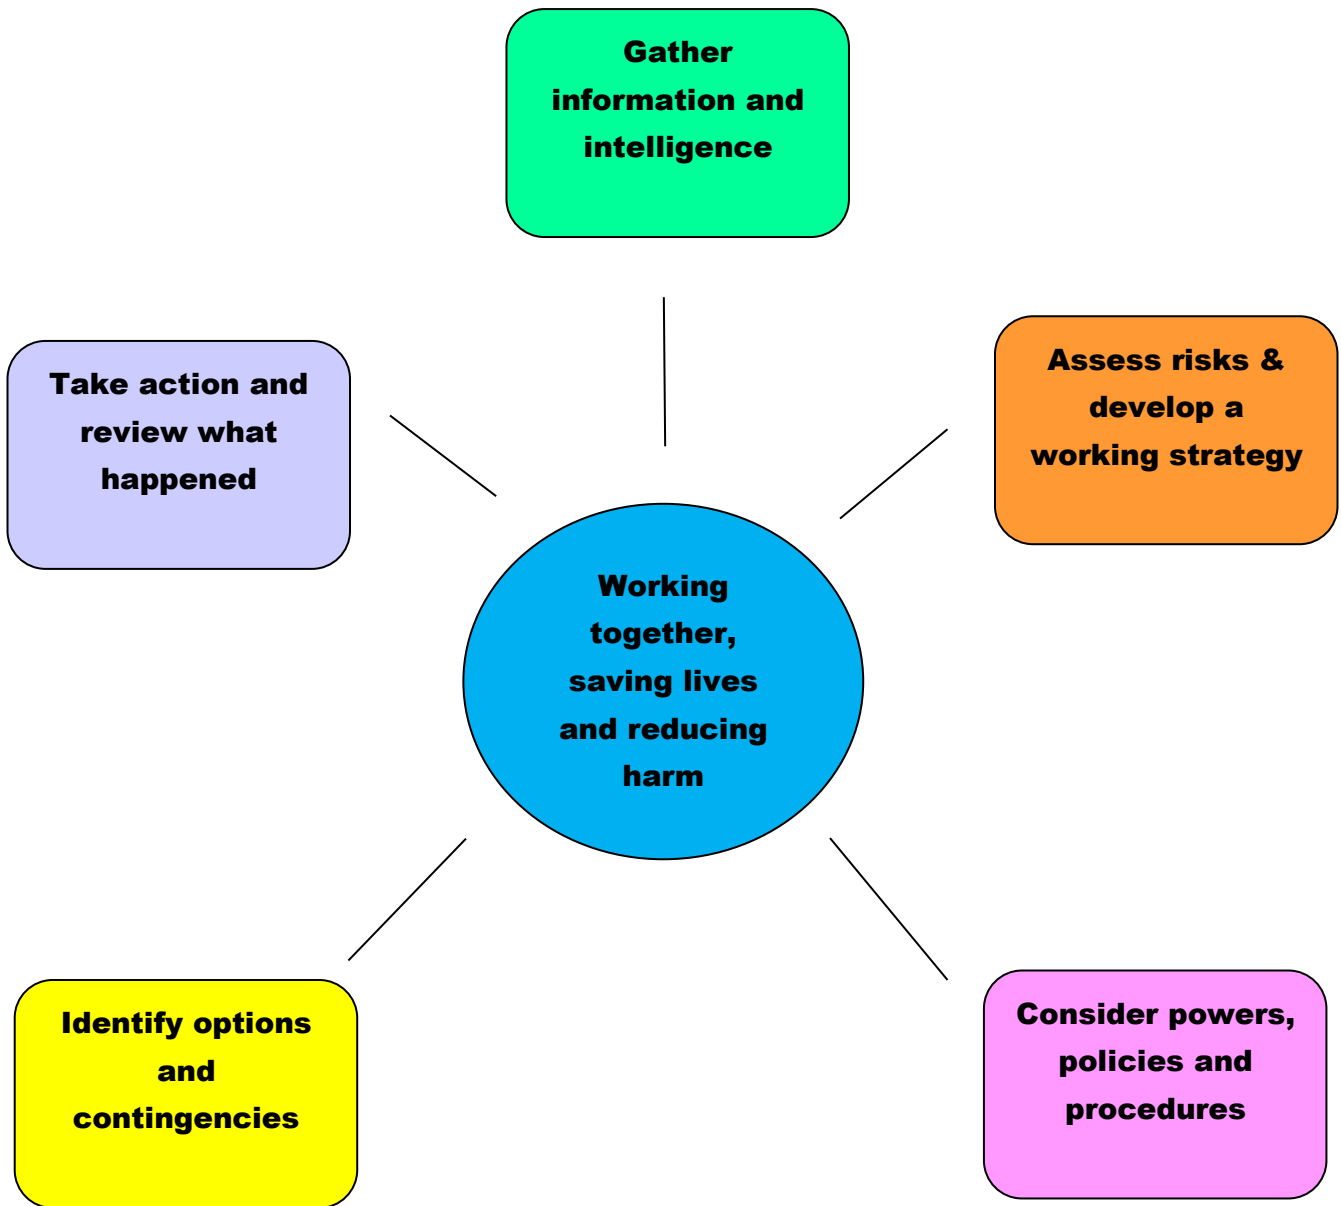 Gather
information and
intelligence
Assess risks &
develop a
working strategy
Take action and
review what
happened
Working
together,
saving lives
and reducing
harm
Identify options
and
contingencies
Consider powers,
policies and
procedures